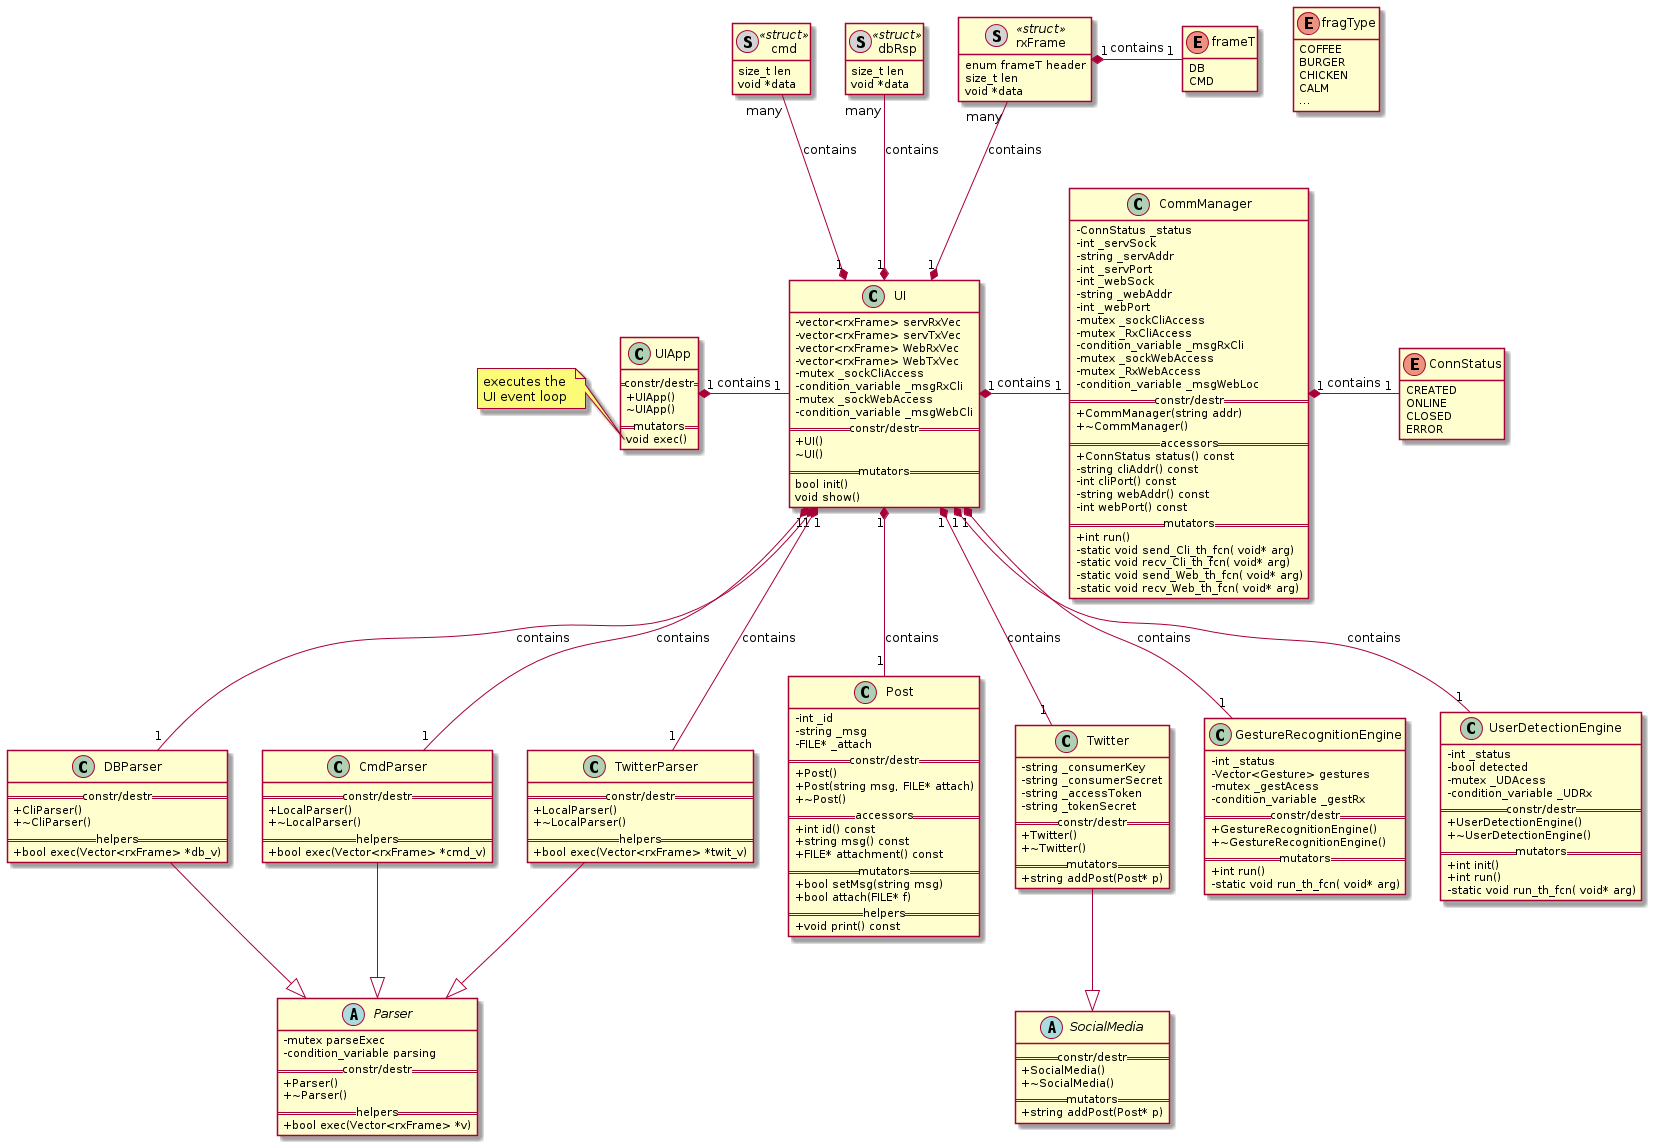 S «struct» cmd
size_t len
void *data
S «struct» dbRsp
size_t len
void *data
S «struct» rxFrame
enum frameT header
size_t len
void *data
1 contains 1
E frameT
DB
CMD
E fragType
COFFEE
BURGER
CHICKEN
CALM
...
many
many
many
contains
contains
contains
1
1
1
executes the
UI event loop
C UIApp
constr/destr
+UIApp()
~UIApp()
mutators
void exec()
1 contains 1
C UI
-vector<rxFrame> servRxVec
-vector<rxFrame> servTxVec
-vector<rxFrame> WebRxVec
-vector<rxFrame> WebTxVec
-mutex _sockCliAccess
-condition_variable _msgRxCli
-mutex _sockWebAccess
-condition_variable _msgWebCli
constr/destr
+UI()
~UI()
mutators
bool init()
void show()
1 contains 1
C CommManager
-ConnStatus _status
-int _servSock
-string _servAddr
-int _servPort
-int _webSock
-string _webAddr
-int _webPort
-mutex _sockCliAccess
-mutex _RxCliAccess
-condition_variable _msgRxCli
-mutex _sockWebAccess
-mutex _RxWebAccess
-condition_variable _msgWebLoc
constr/destr
+CommManager(string addr)
+~CommManager()
accessors
+ConnStatus status() const
-string cliAddr() const
-int cliPort() const
-string webAddr() const
-int webPort() const
mutators
+int run()
-static void send_Cli_th_fcn( void* arg)
-static void recv_Cli_th_fcn( void* arg)
-static void send_Web_th_fcn( void* arg)
-static void recv_Web_th_fcn( void* arg)
1 contains 1
E ConnStatus
CREATED
ONLINE
CLOSED
ERROR
1 1 1 1 1 1 1
contains
contains
contains
contains
contains
contains
contains
1
1
1
1
1
1
1
C DBParser
constr/destr
+CliParser()
+~CliParser()
helpers
+bool exec(Vector<rxFrame> *db_v)
C CmdParser
constr/destr
+LocalParser()
+~LocalParser()
helpers
+bool exec(Vector<rxFrame> *cmd_v)
C TwitterParser
constr/destr
+LocalParser()
+~LocalParser()
helpers
+bool exec(Vector<rxFrame> *twit_v)
C Post
-int _id
-string _msg
-FILE* _attach
constr/destr
+Post()
+Post(string msg, FILE* attach)
+~Post()
accessors
+int id() const
+string msg() const
+FILE* attachment() const
mutators
+bool setMsg(string msg)
+bool attach(FILE* f)
helpers
+void print() const
C Twitter
-string _consumerKey
-string _consumerSecret
-string _accessToken
-string _tokenSecret
constr/destr
+Twitter()
+~Twitter()
mutators
+string addPost(Post* p)
C GestureRecognitionEngine
-int _status
-Vector<Gesture> gestures
-mutex _gestAcess
-condition_variable _gestRx
constr/destr
+GestureRecognitionEngine()
+~GestureRecognitionEngine()
mutators
+int run()
-static void run_th_fcn( void* arg)
C UserDetectionEngine
-int _status
-bool detected
-mutex _UDAcess
-condition_variable _UDRx
constr/destr
+UserDetectionEngine()
+~UserDetectionEngine()
mutators
+int init()
+int run()
-static void run_th_fcn( void* arg)
A Parser
-mutex parseExec
-condition_variable parsing
constr/destr
+Parser()
+~Parser()
helpers
+bool exec(Vector<rxFrame> *v)
A SocialMedia
constr/destr
+SocialMedia()
+~SocialMedia()
mutators
+string addPost(Post* p)